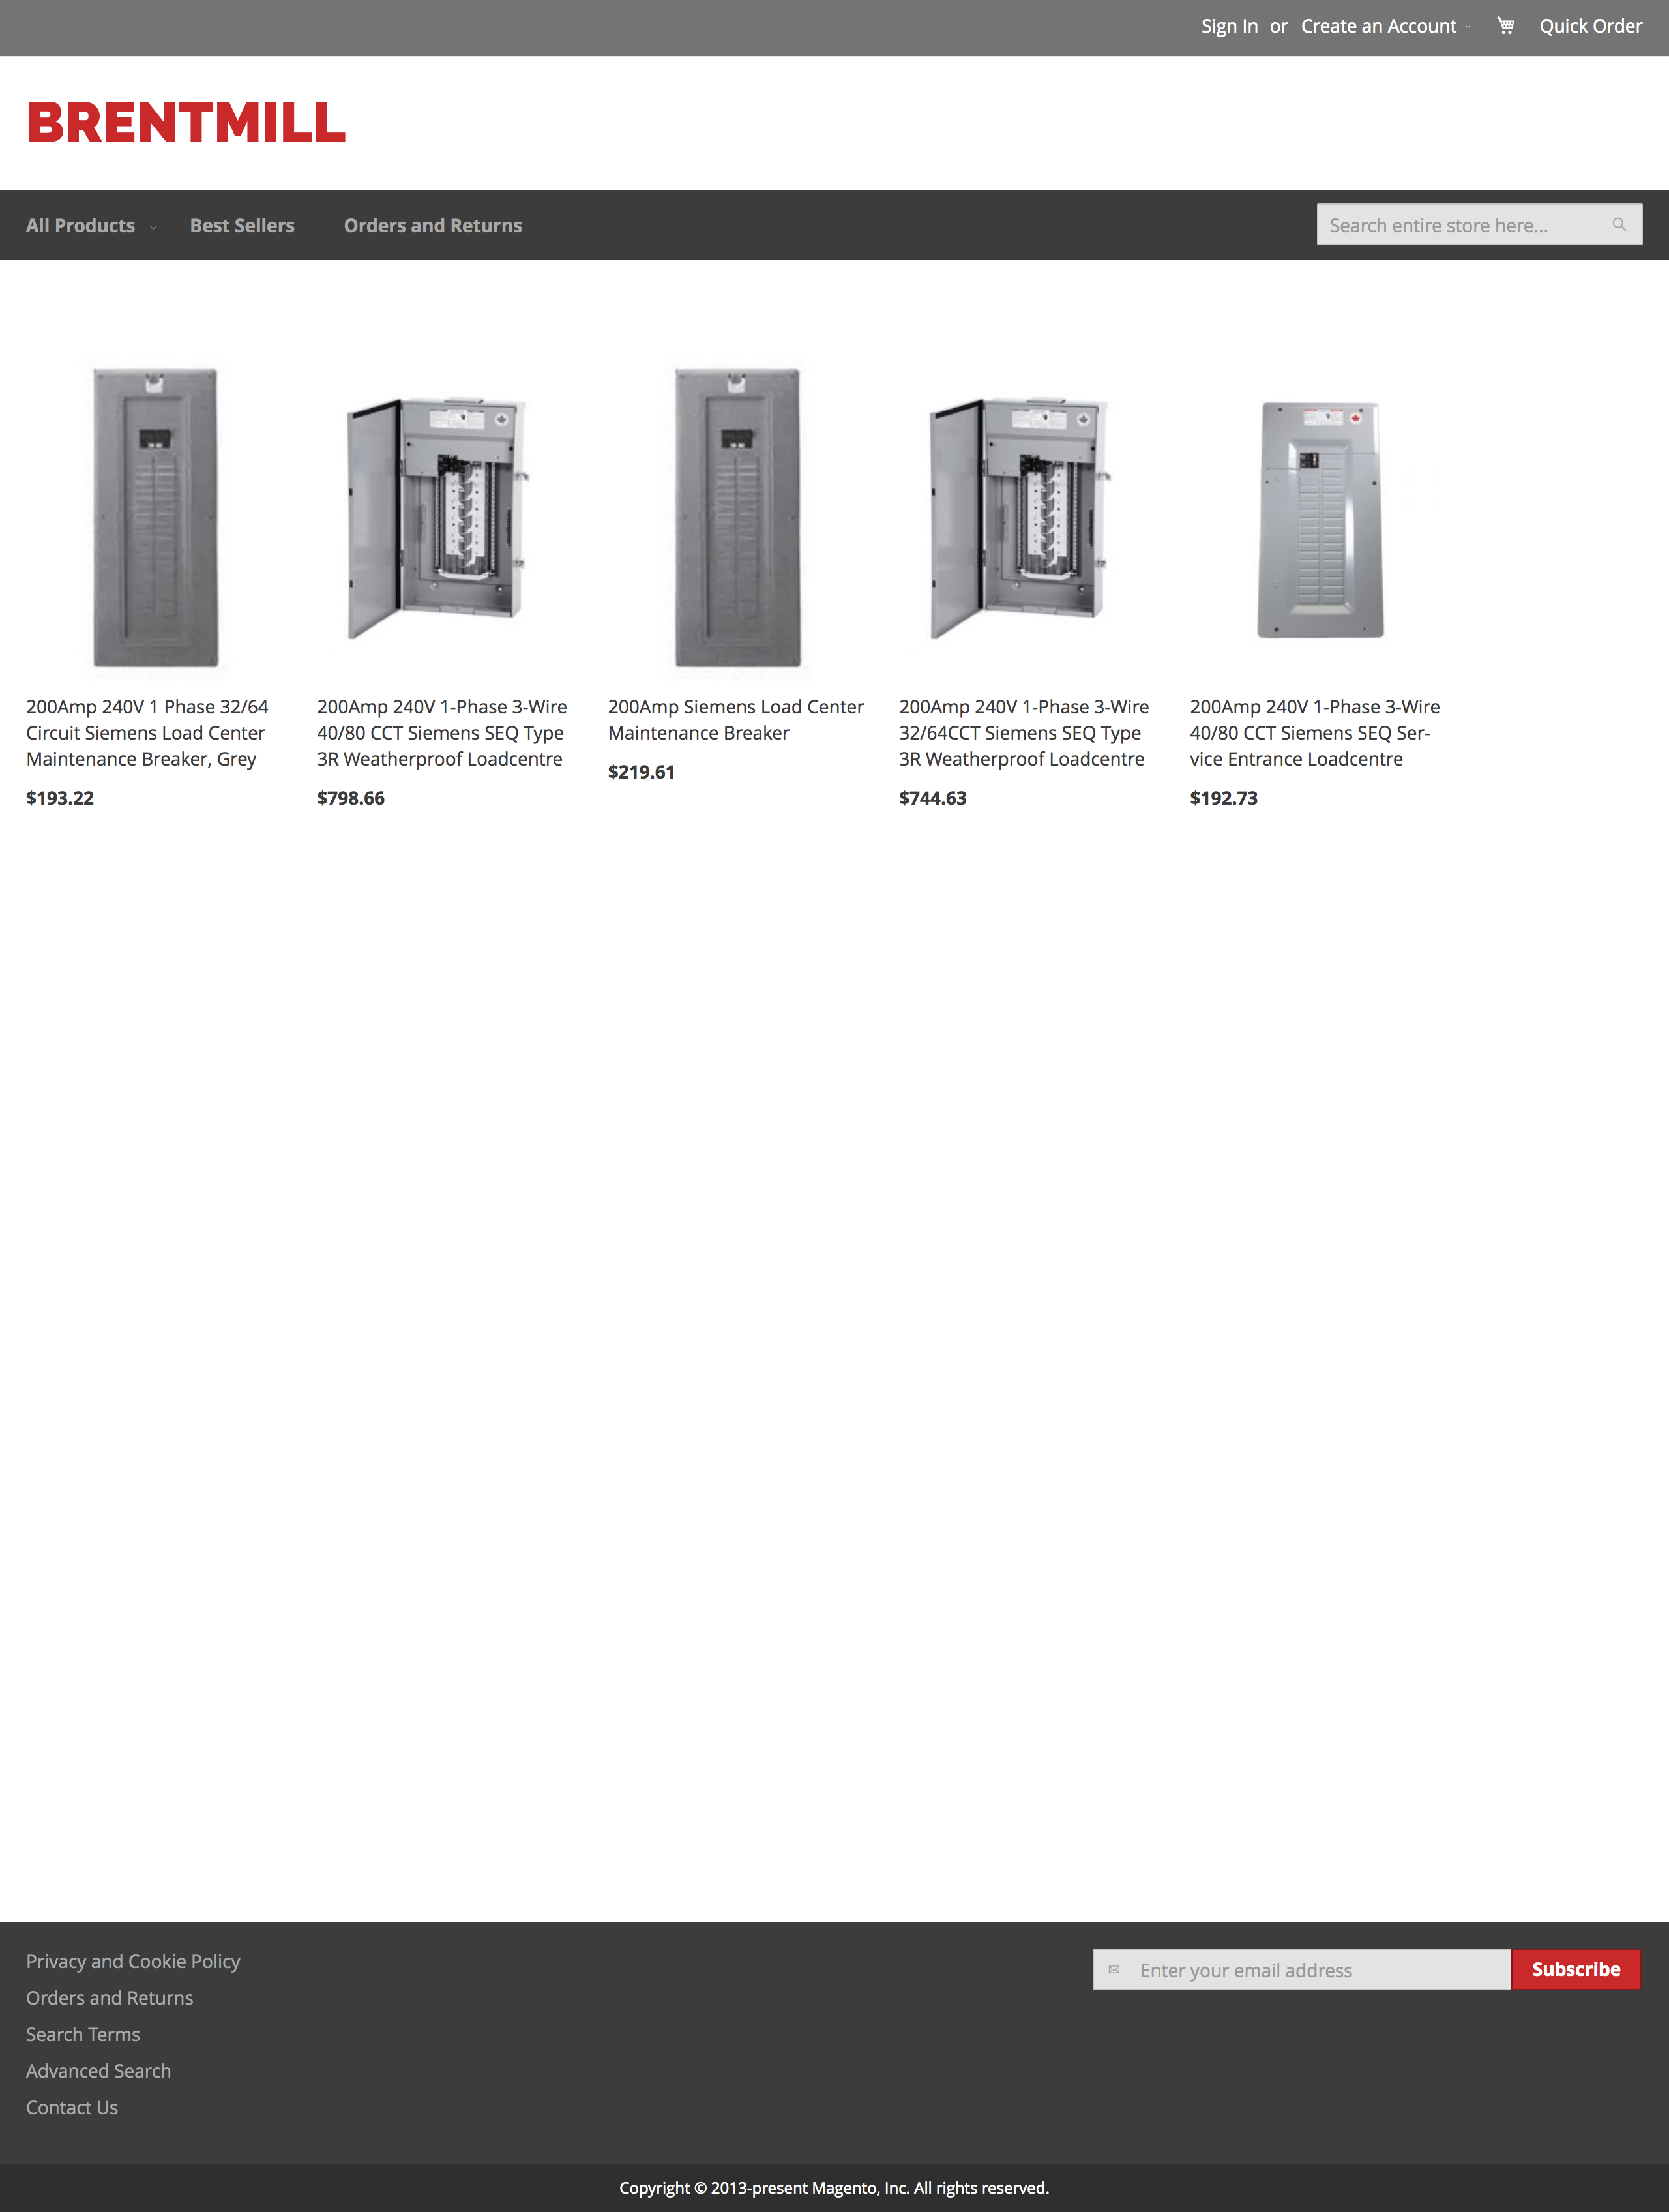 Sign In or Create an Account Quick Order
BRENTMILL
All Products Best Sellers Orders and Returns Search entire store here...
200Amp 240V 1 Phase 32/64
Circuit Siemens Load Center
Maintenance Breaker, Grey
$193.22
200Amp 240V 1-Phase 3-Wire
40/80 CCT Siemens SEQ Type
3R Weatherproof Loadcentre
$798.66
200Amp Siemens Load Center
Maintenance Breaker
$219.61
200Amp 240V 1-Phase 3-Wire
32/64CCT Siemens SEQ Type
3R Weatherproof Loadcentre
$744.63
200Amp 240V 1-Phase 3-Wire
40/80 CCT Siemens SEQ Ser-
vice Entrance Loadcentre
$192.73
Privacy and Cookie Policy
Orders and Returns
Search Terms
Advanced Search
Contact Us
Enter your email address Subscribe
Copyright © 2013-present Magento, Inc. All rights reserved.